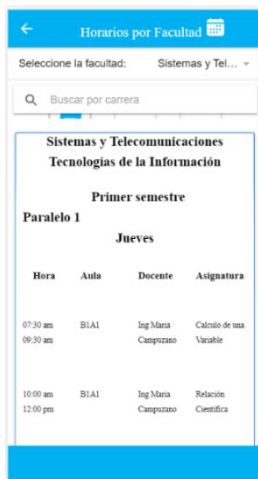 Horarios por Facultad
Seleccione la facultad: Sistemas y Tel...
Buscar por carrera
Sistemas y Telecomunicaciones
Tecnologías de la Información
Primer semestre
Paralelo 1
Jueves
Hora Aula Docente Asignatura
07:30 am B1A1 Ing Maria Calculo de una
09:30 am Campuzano Variable
10:00 am B1A1 Ing Maria Relación
12:00 pm Campuzano Científica